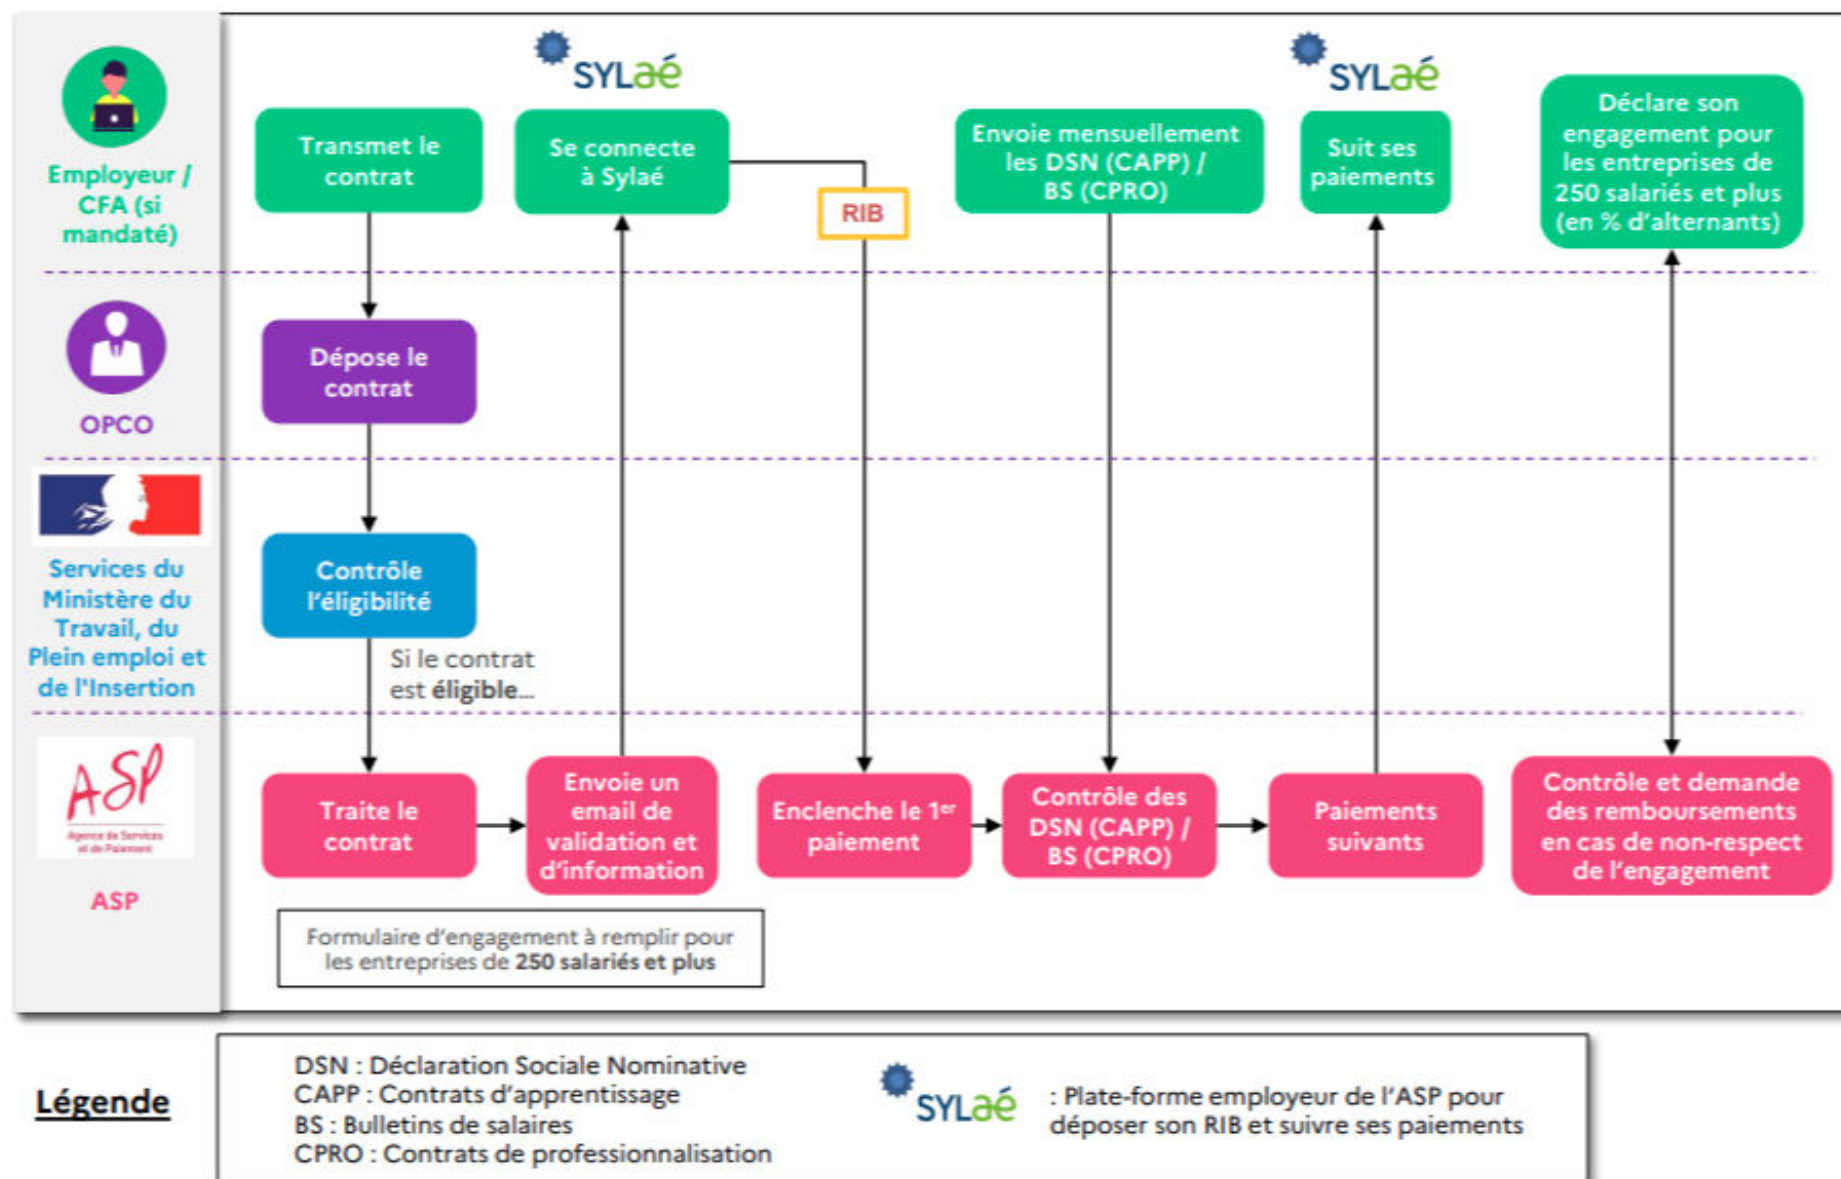 SYLaé
SYLaé
Employeur /
CFA (si
mandaté)
Transmet le
contrat
Se connecte
à Sylaé
RIB
Envoie mensuellement
les DSN (CAPP) /
BS (CPRO)
Suit ses
paiements
Déclare son
engagement pour
les entreprises de
250 salariés et plus
(en % d'alternants)
OPCO
Dépose le
contrat
Services du
Ministère du
Travail, du
Plein emploi et
de l'Insertion
Contrôle
l'éligibilité
Si le contrat
est éligible...
ASP
Agence de Services
et de Paiement
ASP
Traite le
contrat
Envoie un
email de
validation et
d'information
Enclenche le 1er
paiement
Contrôle des
DSN (CAPP) /
BS (CPRO)
Paiements
suivants
Contrôle et demande
des remboursements
en cas de non-respect
de l'engagement
Formulaire d'engagement à remplir pour
les entreprises de 250 salariés et plus
Légende
DSN : Déclaration Sociale Nominative
CAPP : Contrats d'apprentissage
BS : Bulletins de salaires
CPRO : Contrats de professionnalisation
SYLaé
: Plate-forme employeur de l'ASP pour
déposer son RIB et suivre ses paiements